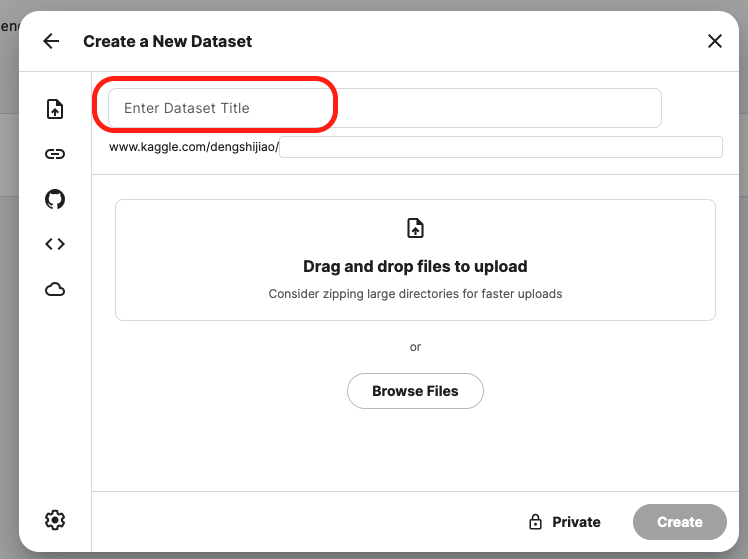 Create a New Dataset
Enter Dataset Title
www.kaggle.com/dengshijiao/
Drag and drop files to upload
Consider zipping large directories for faster uploads
or
Browse Files
Private
Create